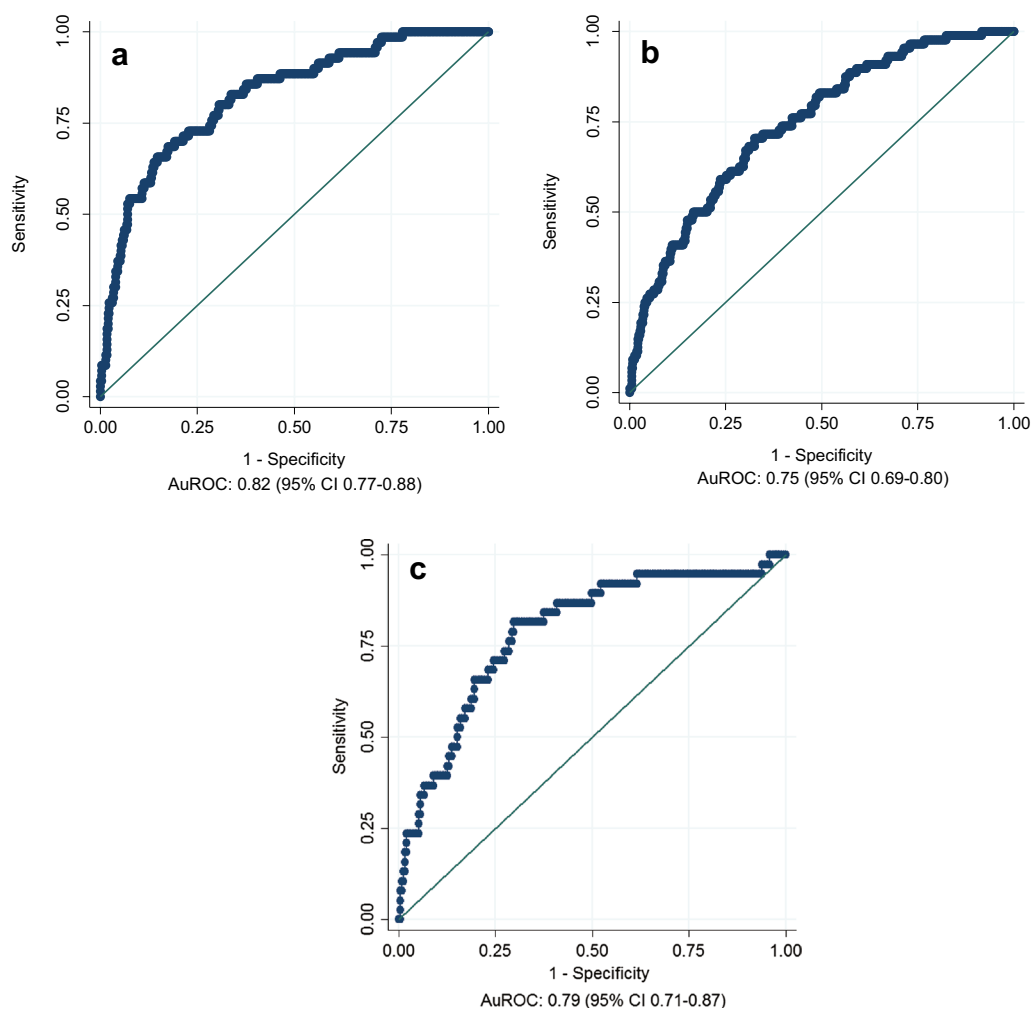 a
Sensitivity
1.00
0.75
0.50
0.25
0.00
0.00 0.25 0.50 0.75 1.00
1 - Specificity
AuROC: 0.82 (95% CI 0.77-0.88)
b
Sensitivity
1.00
0.75
0.50
0.25
0.00
0.00 0.25 0.50 0.75 1.00
1 - Specificity
AuROC: 0.75 (95% CI 0.69-0.80)
c
Sensitivity
1.00
0.75
0.50
0.25
0.00
0.00 0.25 0.50 0.75 1.00
1 - Specificity
AuROC: 0.79 (95% CI 0.71-0.87)